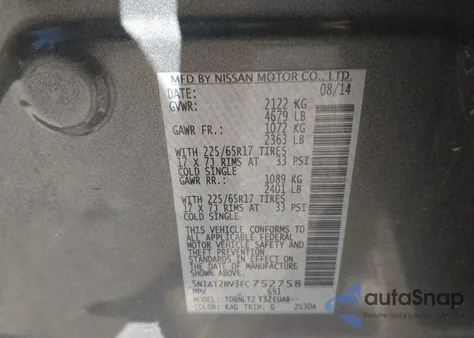 MFD BY NISSAN MOTOR CO., LTD.
DATE: 08/14
GVWR: 2122 KG
4679 LB
GAWR FR.: 1072 KG
2363 LB
WITH 225/65R17 TIRES
17 X 7J RIMS AT 33 PSI
COLD SINGLE
GAWR RR.: 1089 KG
2401 LB
WITH 225/65R17 TIRES
17 X 7J RIMS AT 33 PSI
COLD SINGLE
THIS VEHICLE CONFORMS TO
ALL APPLICABLE FEDERAL
MOTOR VEHICLE SAFETY
AND THEFT PREVENTION
STANDARDS IN EFFECT ON
THE DATE OF MANUFACTURE
SHOWN ABOVE.
5N1AT2MV3FC752758
MPV 691
MODEL:
COLOR: KAD TRIM: G 2530A
autoSnap
Powered by AutoBidCar